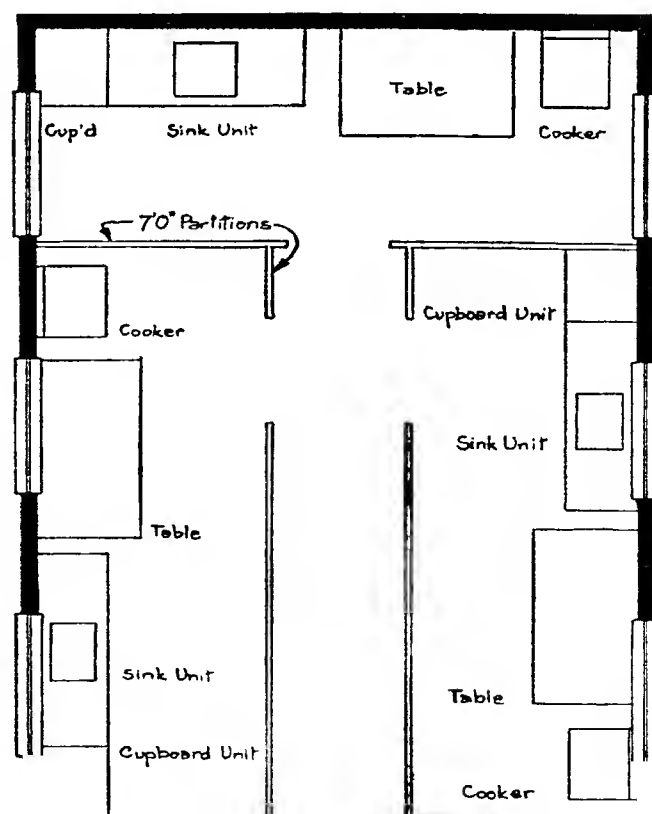 Table
Cup'd
Sink Unit
Cooker
7'0" Partitions
Cooker
Cupboard Unit
Sink Unit
Table
Sink Unit
Table
Cupboard Unit
Cooker